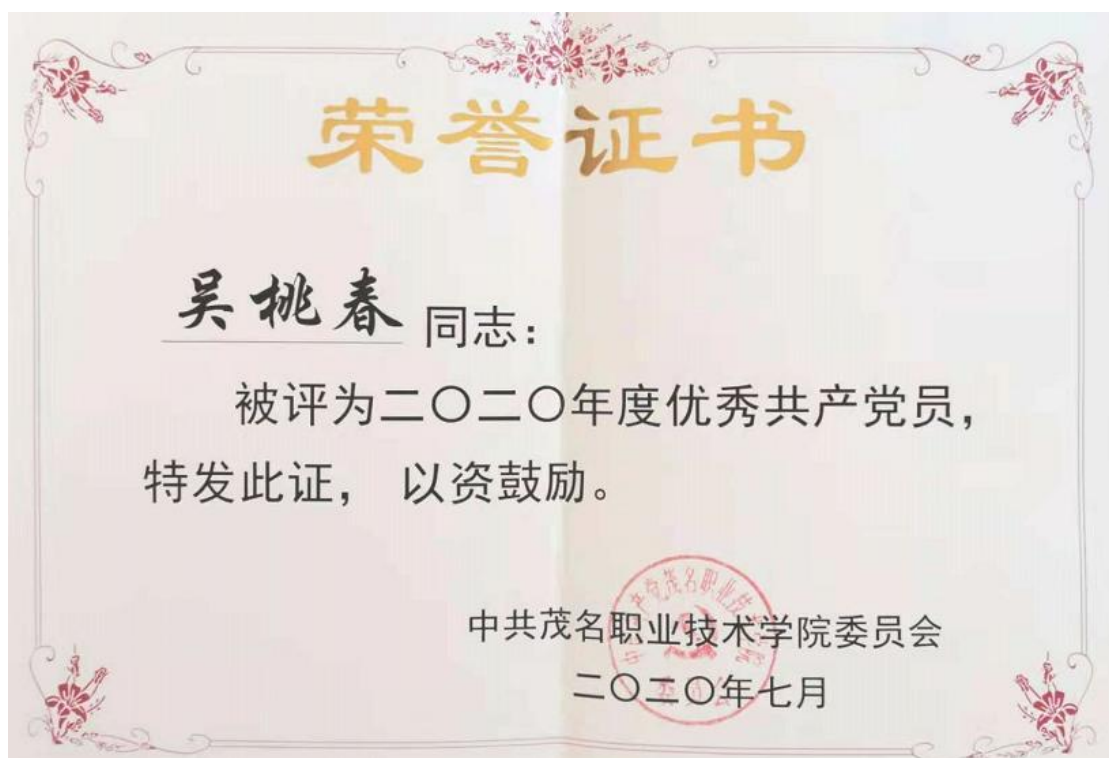 荣誉证书
吴桃春 同志：
被评为二〇二〇年度优秀共产党员，
特发此证， 以资鼓励。
中共茂名职业技术学院委员会
二〇二〇年七月